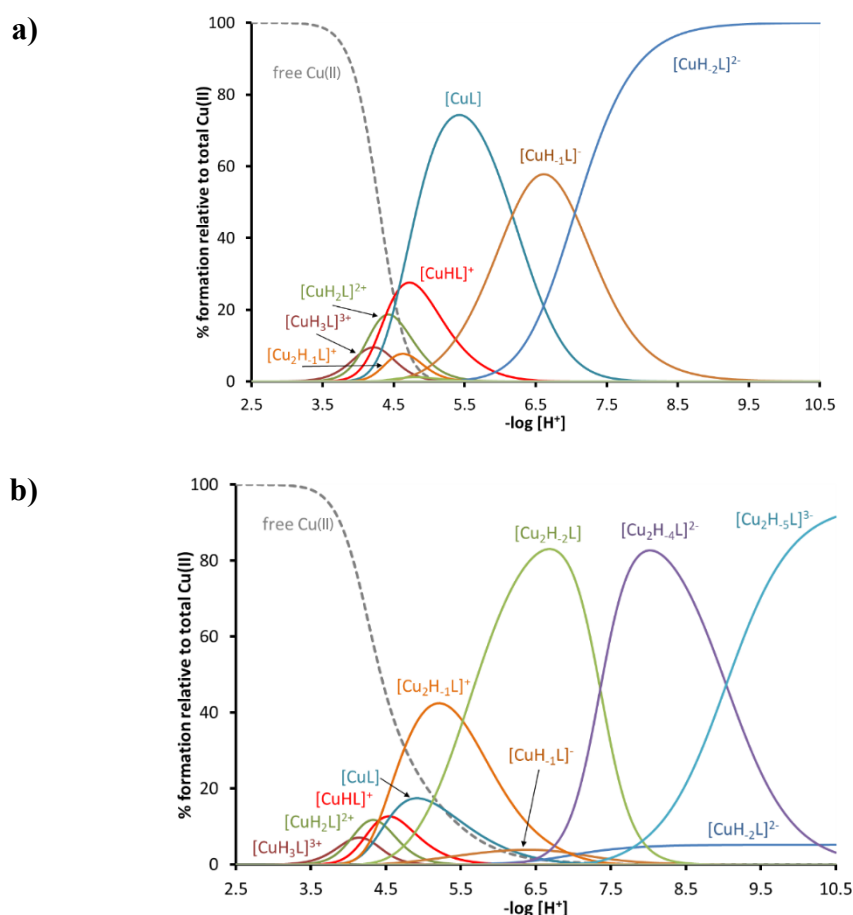 a)
% formation relative to total Cu(II)
100
80
60
40
20
0
free Cu(II)
[CuH₋₂L]²⁻
[CuL]
[CuH₋₁L]⁻
[CuHL]⁺
[CuH₂L]²⁺
[CuH₃L]³⁺
[Cu₂H₋₁L]⁺
2.5 3.5 4.5 5.5 6.5 7.5 8.5 9.5 10.5
-log [H⁺]
b)
% formation relative to total Cu(II)
100
80
60
40
20
0
free Cu(II)
[Cu₂H₋₂L]
[Cu₂H₋₄L]²⁻
[Cu₂H₋₅L]³⁻
[Cu₂H₋₁L]⁺
[CuH₋₁L]⁻
[CuL]
[CuHL]⁺
[CuH₂L]²⁺
[CuH₃L]³⁺
[CuH₋₂L]²⁻
2.5 3.5 4.5 5.5 6.5 7.5 8.5 9.5 10.5
-log [H⁺]